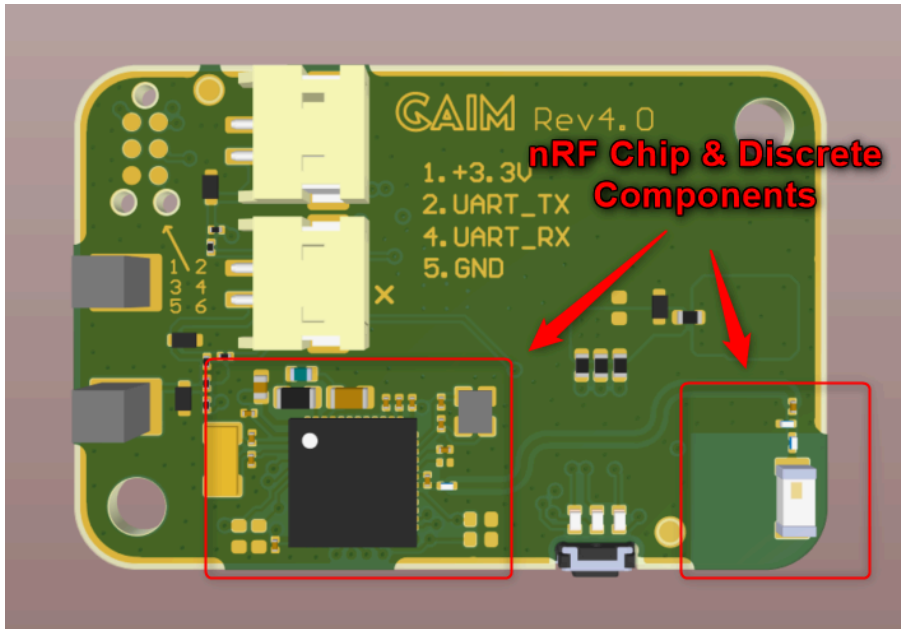 GAIM Rev4.0
nRF Chip & Discrete
Components
1.+3.3V
2.UART_TX
4.UART_RX
5.GND
1 2
3 4
5 6